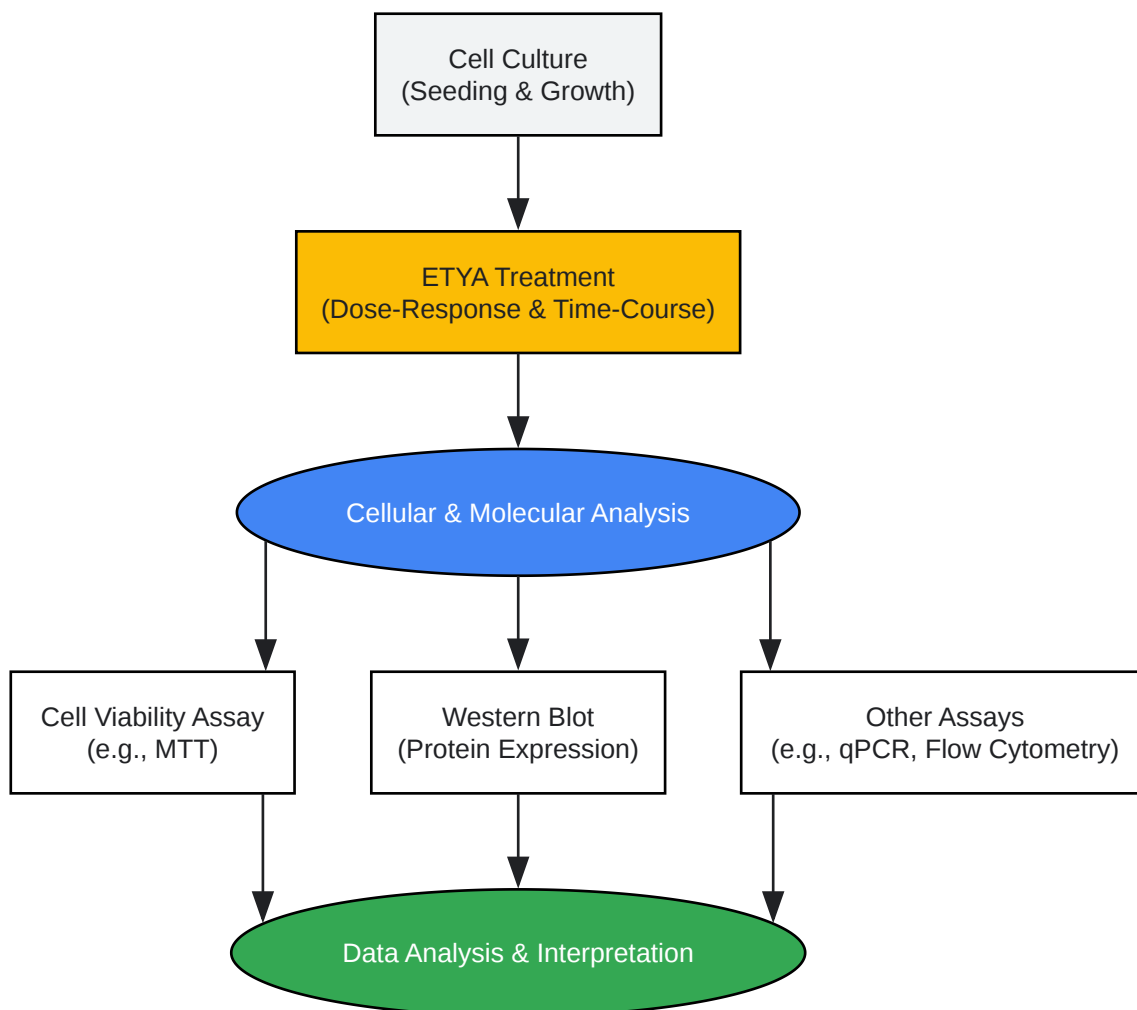 Cell Culture
(Seeding & Growth)
ETYA Treatment
(Dose-Response & Time-Course)
Cellular & Molecular Analysis
Cell Viability Assay
(e.g., MTT)
Western Blot
(Protein Expression)
Other Assays
(e.g., qPCR, Flow Cytometry)
Data Analysis & Interpretation